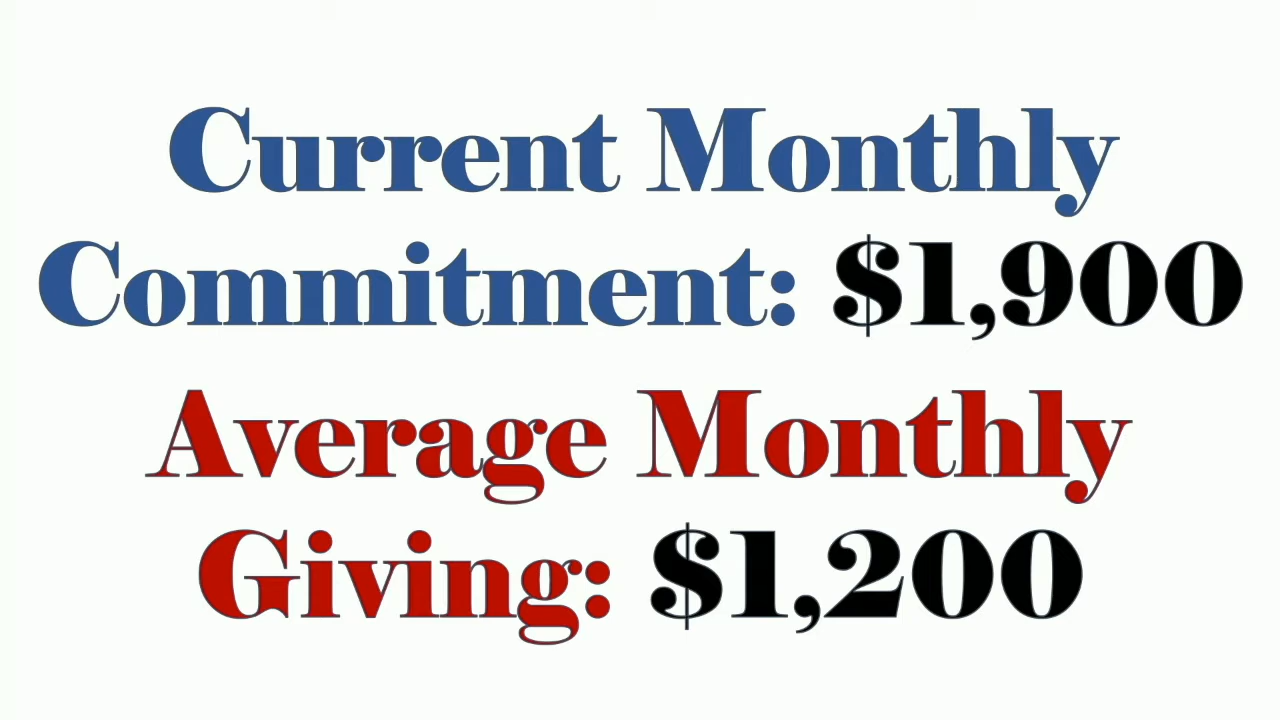 Current Monthly
Commitment: $1,900
Average Monthly
Giving: $1,200